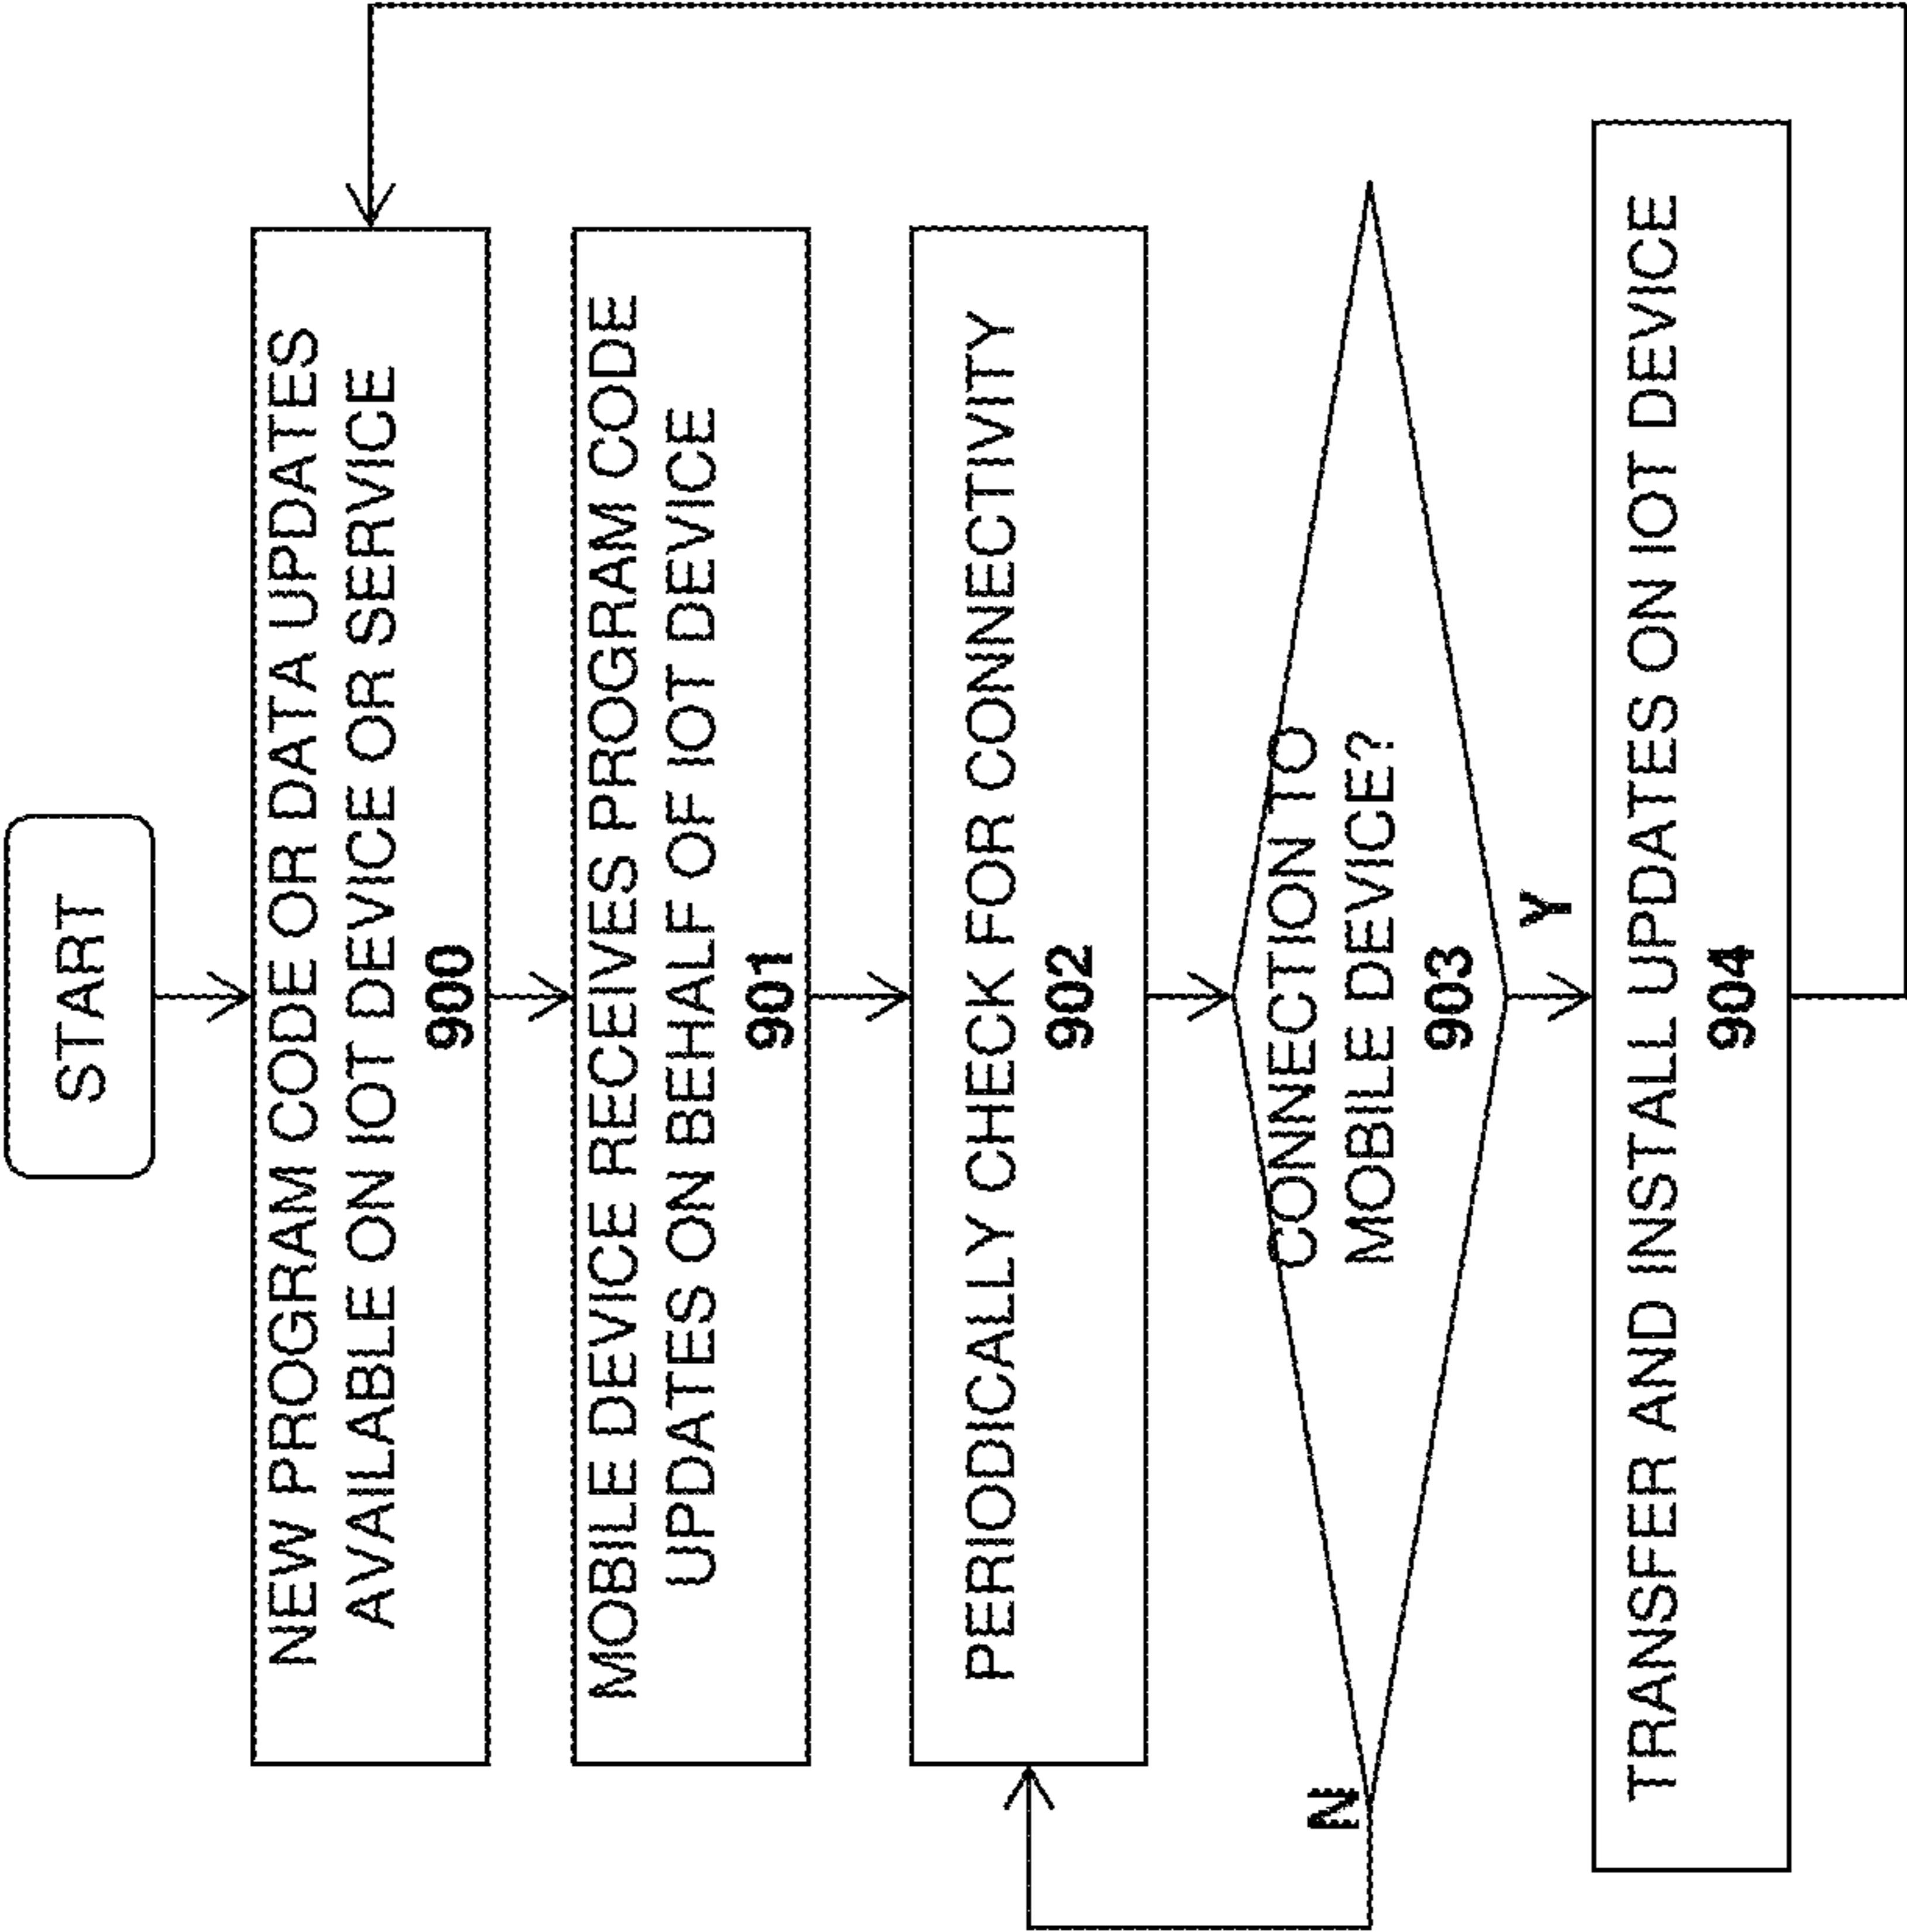 START
NEW PROGRAM CODE OR DATA UPDATES
AVAILABLE ON IOT DEVICE OR SERVICE
900
MOBILE DEVICE RECEIVES PROGRAM CODE
UPDATES ON BEHALF OF IOT DEVICE
901
PERIODICALLY CHECK FOR CONNECTIVITY
902
CONNECTION TO
MOBILE DEVICE?
903
N
Y
TRANSFER AND INSTALL UPDATES ON IOT DEVICE
904